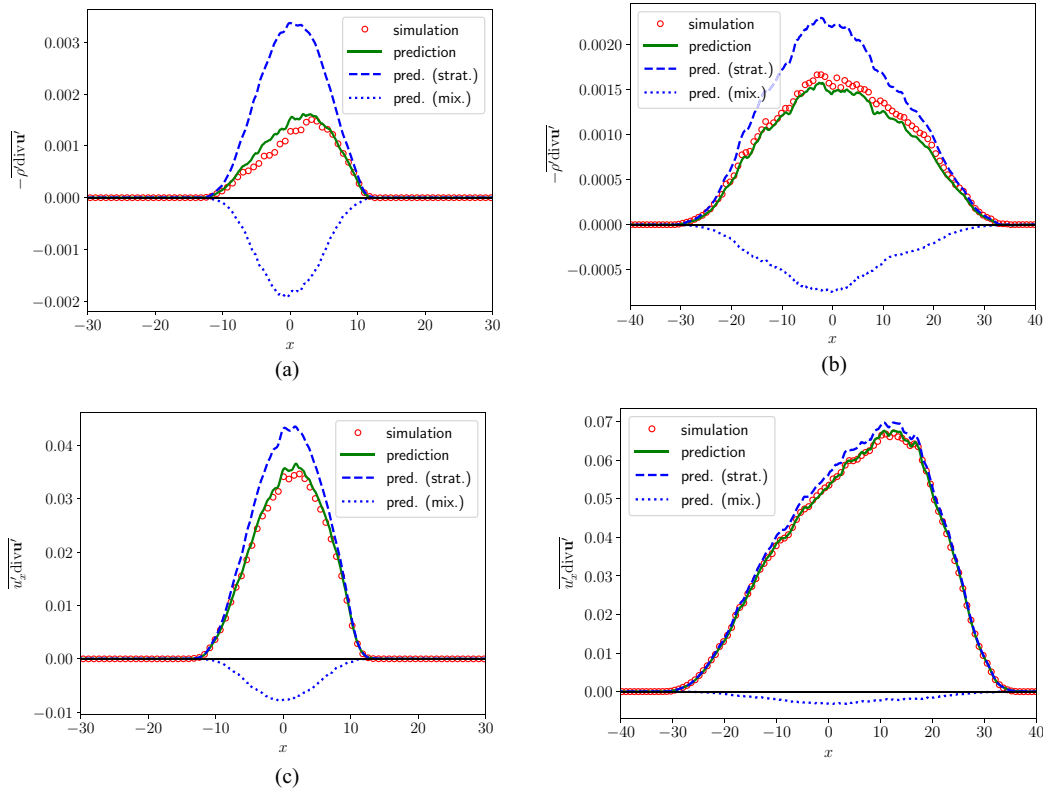 0.003
0.002
0.001
0.000
−0.001
−0.002
−ρ′divu′
simulation
prediction
pred. (strat.)
pred. (mix.)
−30 −20 −10 0 10 20 30
x
(a)
0.0020
0.0015
0.0010
0.0005
0.0000
−0.0005
−ρ′divu′
simulation
prediction
pred. (strat.)
pred. (mix.)
−40 −30 −20 −10 0 10 20 30 40
x
(b)
0.04
0.03
0.02
0.01
0.00
−0.01
u′ₓdivu′
simulation
prediction
pred. (strat.)
pred. (mix.)
−30 −20 −10 0 10 20 30
x
(c)
0.07
0.06
0.05
0.04
0.03
0.02
0.01
0.00
u′ₓdivu′
simulation
prediction
pred. (strat.)
pred. (mix.)
−40 −30 −20 −10 0 10 20 30 40
x